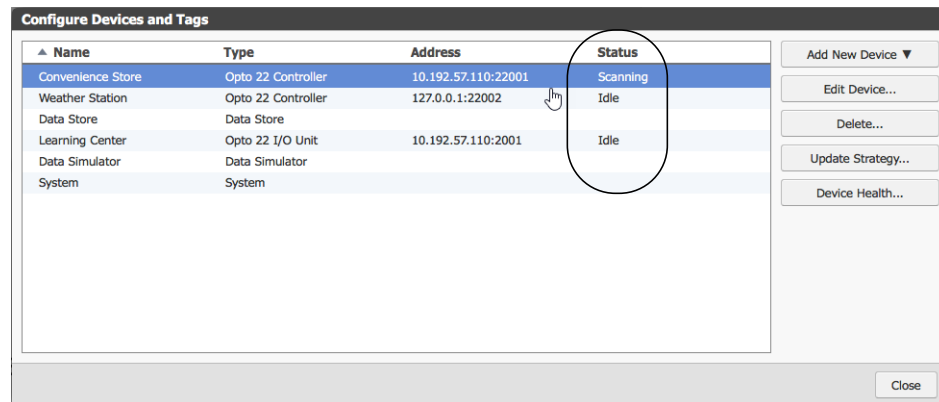 Configure Devices and Tags
▲ Name Type Address Status
Convenience Store Opto 22 Controller 10.192.57.110:22001 Scanning
Weather Station Opto 22 Controller 127.0.0.1:22002 Idle
Data Store Data Store
Learning Center Opto 22 I/O Unit 10.192.57.110:2001 Idle
Data Simulator Data Simulator
System System
Add New Device ▼
Edit Device...
Delete...
Update Strategy...
Device Health...
Close